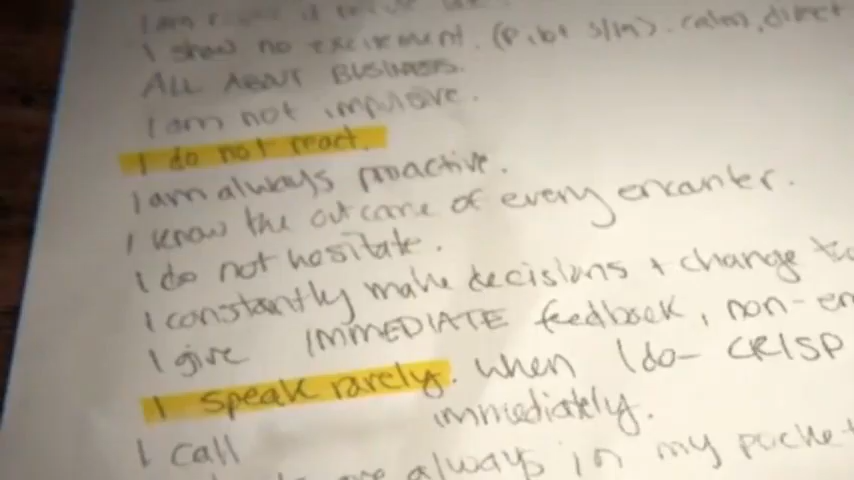 I show no excitement. calm, direct
ALL ABOUT BUSINESS.
I am not impulsive.
I do not react.
I am always proactive.
I know the outcome of every encounter.
I do not hesitate.
I constantly make decisions + change
I give IMMEDIATE feedback, non-em
I speak rarely. When I do- CRISP
I call immediately.
always in my pocket